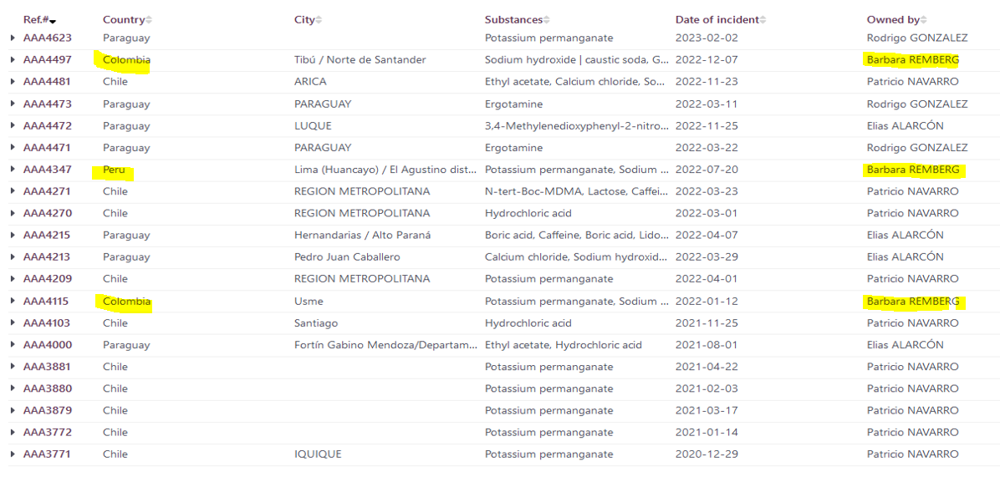 Ref.# Country City Substances Date of incident Owned by
AAA4623 Paraguay Potassium permanganate 2023-02-02 Rodrigo GONZALEZ
AAA4497 Colombia Tibú / Norte de Santander Sodium hydroxide | caustic soda, G... 2022-12-07 Barbara REMBERG
AAA4481 Chile ARICA Ethyl acetate, Calcium chloride, So... 2022-11-23 Patricio NAVARRO
AAA4473 Paraguay PARAGUAY Ergotamine 2022-03-11 Rodrigo GONZALEZ
AAA4472 Paraguay LUQUE 3,4-Methylenedioxyphenyl-2-nitro... 2022-11-25 Elias ALARCÓN
AAA4471 Paraguay PARAGUAY Ergotamine 2022-03-22 Rodrigo GONZALEZ
AAA4347 Peru Lima (Huancayo) / El Agustino dist... Potassium permanganate, Sodium ... 2022-07-20 Barbara REMBERG
AAA4271 Chile REGION METROPOLITANA N-tert-Boc-MDMA, Lactose, Caffei... 2022-03-23 Patricio NAVARRO
AAA4270 Chile REGION METROPOLITANA Hydrochloric acid 2022-03-01 Patricio NAVARRO
AAA4215 Paraguay Hernandarias / Alto Paraná Boric acid, Caffeine, Boric acid, Lido... 2022-04-07 Elias ALARCÓN
AAA4213 Paraguay Pedro Juan Caballero Calcium chloride, Sodium hydroxid... 2022-03-29 Elias ALARCÓN
AAA4209 Chile REGION METROPOLITANA Potassium permanganate 2022-04-01 Patricio NAVARRO
AAA4115 Colombia Usme Potassium permanganate, Sodium ... 2022-01-12 Barbara REMBERG
AAA4103 Chile Santiago Hydrochloric acid 2021-11-25 Patricio NAVARRO
AAA4000 Paraguay Fortín Gabino Mendoza/Departam... Ethyl acetate, Hydrochloric acid 2021-08-01 Elias ALARCÓN
AAA3881 Chile Potassium permanganate 2021-04-22 Patricio NAVARRO
AAA3880 Chile Potassium permanganate 2021-02-03 Patricio NAVARRO
AAA3879 Chile Potassium permanganate 2021-03-17 Patricio NAVARRO
AAA3772 Chile Potassium permanganate 2021-01-14 Patricio NAVARRO
AAA3771 Chile IQUIQUE Potassium permanganate 2020-12-29 Patricio NAVARRO